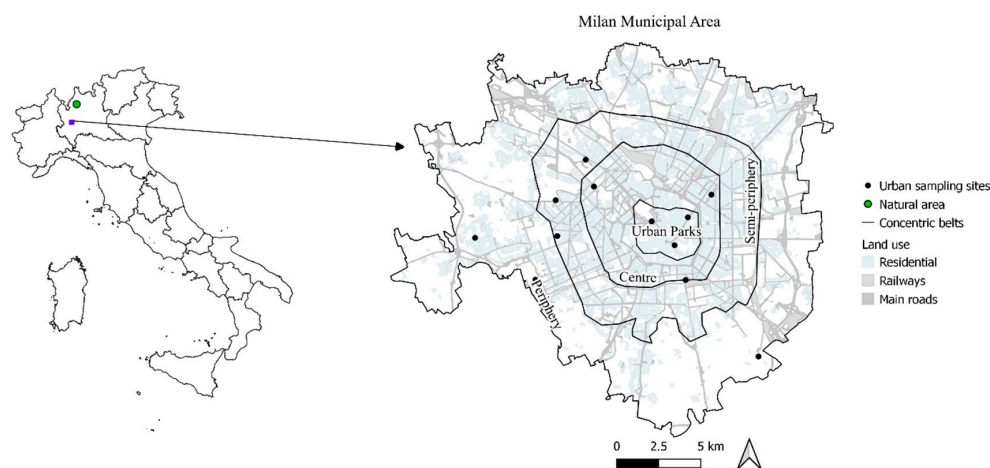 Milan Municipal Area
Semi-periphery
Urban Parks
Centre
Periphery
Urban sampling sites
Natural area
Concentric belts
Land use
Residential
Railways
Main roads
0 2.5 5 km